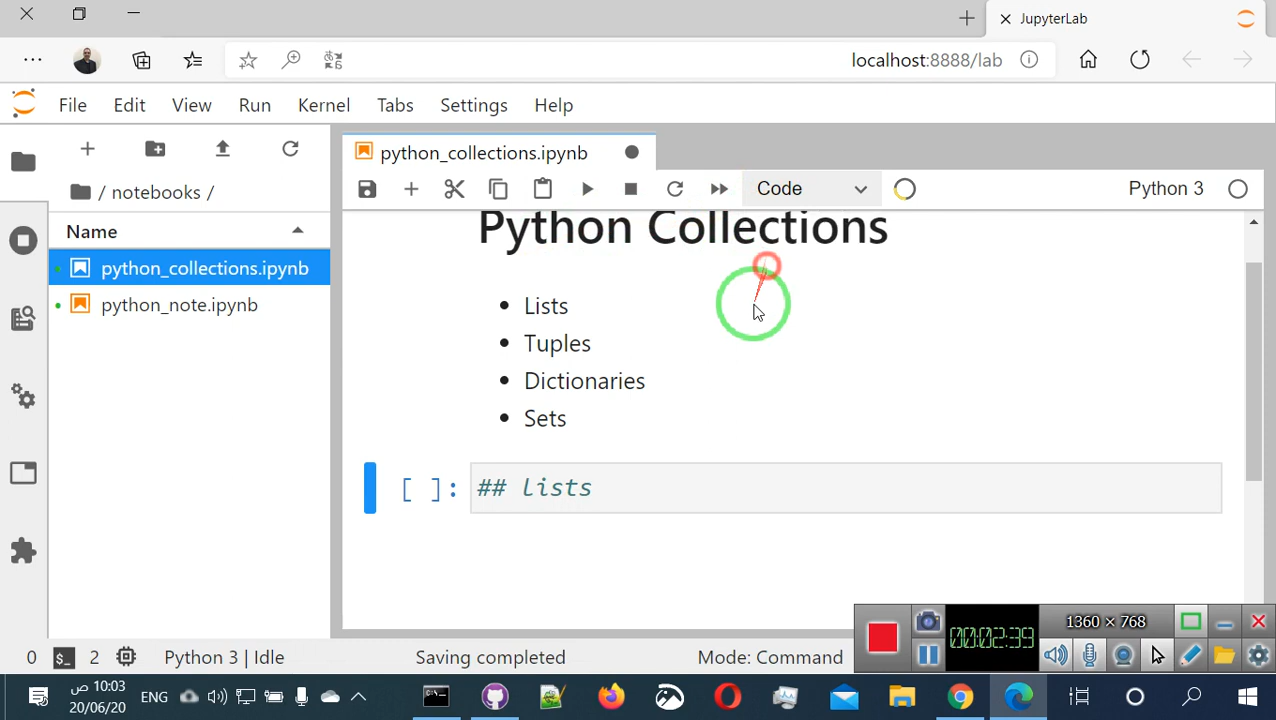 JupyterLab
localhost:8888/lab
File Edit View Run Kernel Tabs Settings Help
python_collections.ipynb
Code
Python 3
/ notebooks /
Name
python_collections.ipynb
python_note.ipynb
Python Collections
Lists
Tuples
Dictionaries
Sets
[ ]: ## lists
1360 × 768
00:02:39
0 2 Python 3 | Idle Saving completed Mode: Command
10:03 ص
20/06/20
ENG